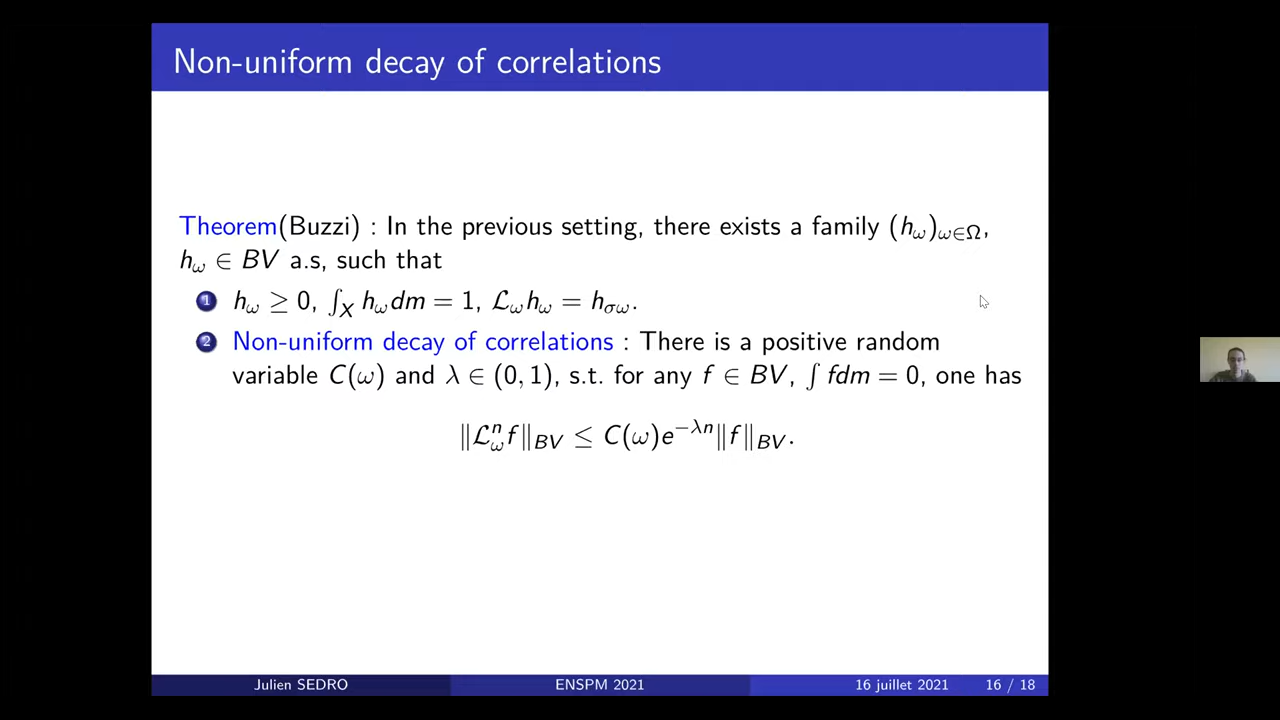 Non-uniform decay of correlations
Theorem(Buzzi) : In the previous setting, there exists a family (h_ω)_{ω∈Ω},
h_ω ∈ BV a.s, such that
1 h_ω ≥ 0, ∫_X h_ω dm = 1, ℒ_ω h_ω = h_{σω}.
2 Non-uniform decay of correlations : There is a positive random
variable C(ω) and λ ∈ (0, 1), s.t. for any f ∈ BV, ∫ fdm = 0, one has
‖ℒ_ω^n f‖_{BV} ≤ C(ω)e^{−λn}‖f‖_{BV}.
Julien SEDRO ENSPM 2021 16 juillet 2021 16 / 18